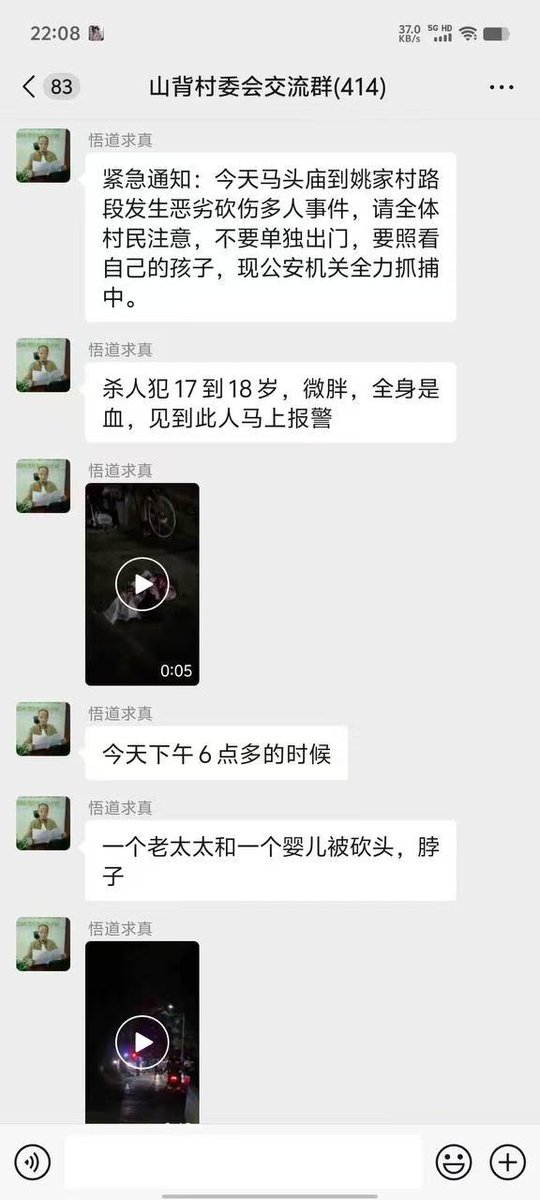 22:08
37.0
KB/s
5G HD
83
山背村委会交流群(414)
悟道求真
紧急通知：今天马头庙到姚家村路
段发生恶劣砍伤多人事件，请全体
村民注意，不要单独出门，要照看
自己的孩子，现公安机关全力抓捕
中。
悟道求真
杀人犯17到18岁，微胖，全身是
血，见到此人马上报警
悟道求真
0:05
悟道求真
今天下午6点多的时候
悟道求真
一个老太太和一个婴儿被砍头，脖
子
悟道求真